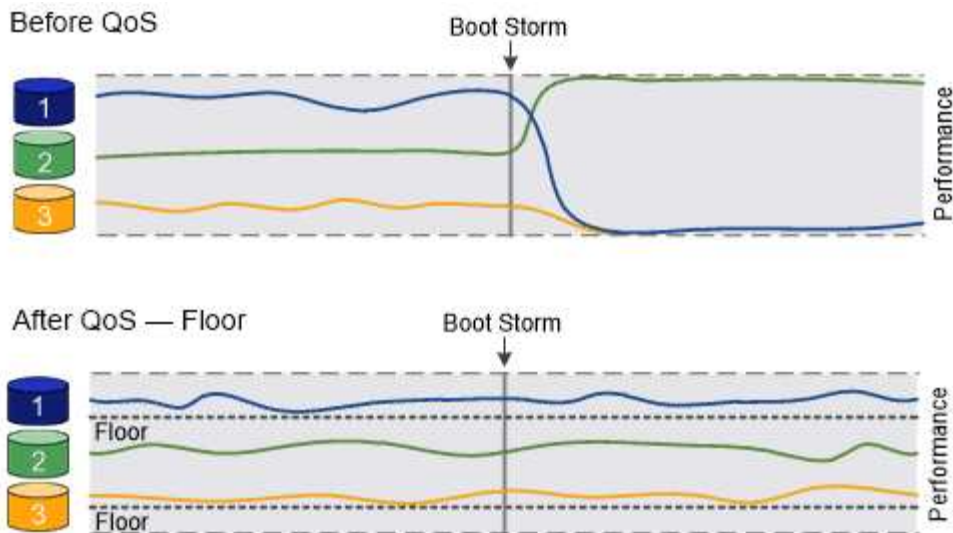 Before QoS
Boot Storm
1
2
3
Performance
After QoS — Floor
Boot Storm
1
Floor
2
3
Floor
Performance